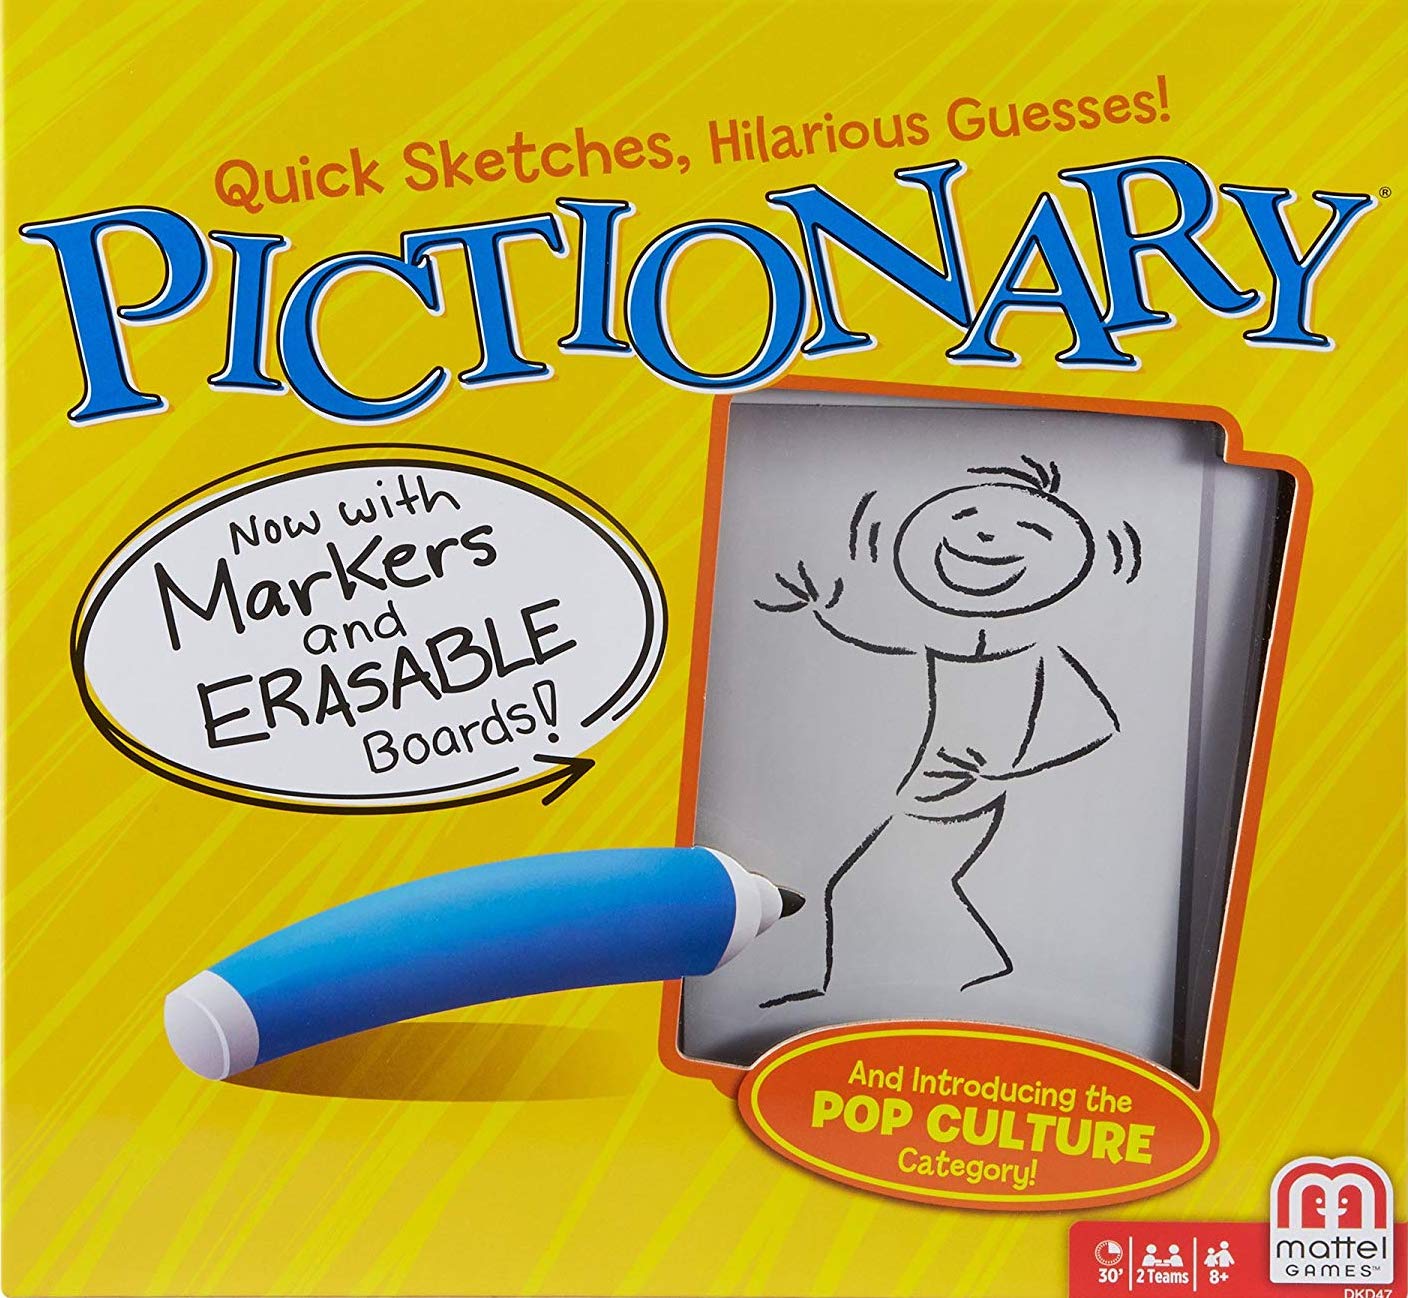 Quick Sketches, Hilarious Guesses!
PICTIONARY®
Now with
Markers
and
ERASABLE
Boards!
And Introducing the
POP CULTURE
Category!
30' 2 Teams 8+
mattel
GAMES™
DKD47